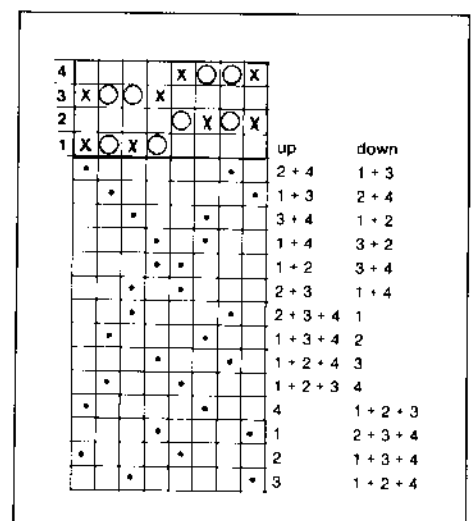 4 X O O X
3 X O O X
2 O X O X
1 X O X O
up down
2 + 4 1 + 3
1 + 3 2 + 4
3 + 4 1 + 2
1 + 4 3 + 2
1 + 2 3 + 4
2 + 3 1 + 4
2 + 3 + 4 1
1 + 3 + 4 2
1 + 2 + 4 3
1 + 2 + 3 4
4 1 + 2 + 3
1 2 + 3 + 4
2 1 + 3 + 4
3 1 + 2 + 4